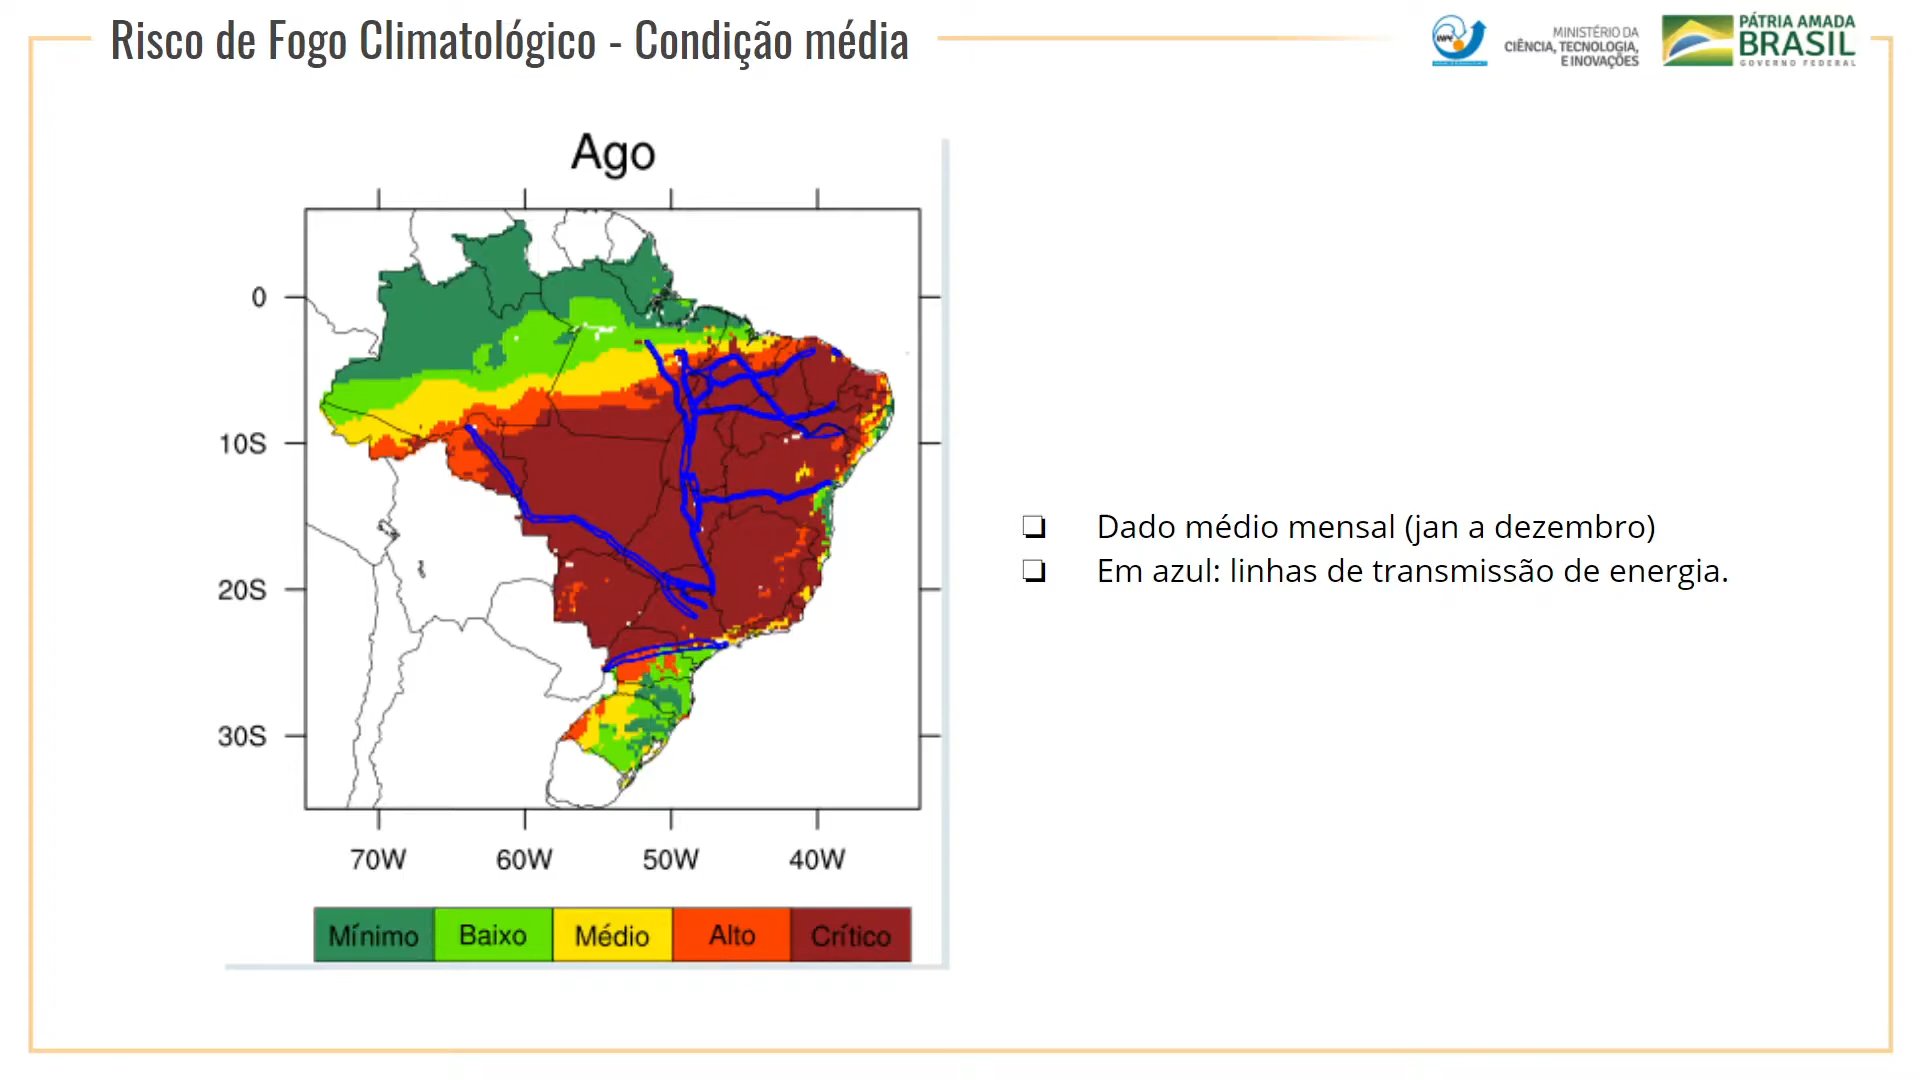 Risco de Fogo Climatológico - Condição média
MINISTÉRIO DA
CIÊNCIA, TECNOLOGIA,
E INOVAÇÕES
PÁTRIA AMADA
BRASIL
GOVERNO FEDERAL
INPE
Ago
0
10S
20S
30S
70W
60W
50W
40W
Mínimo
Baixo
Médio
Alto
Crítico
❏ Dado médio mensal (jan a dezembro)
❏ Em azul: linhas de transmissão de energia.